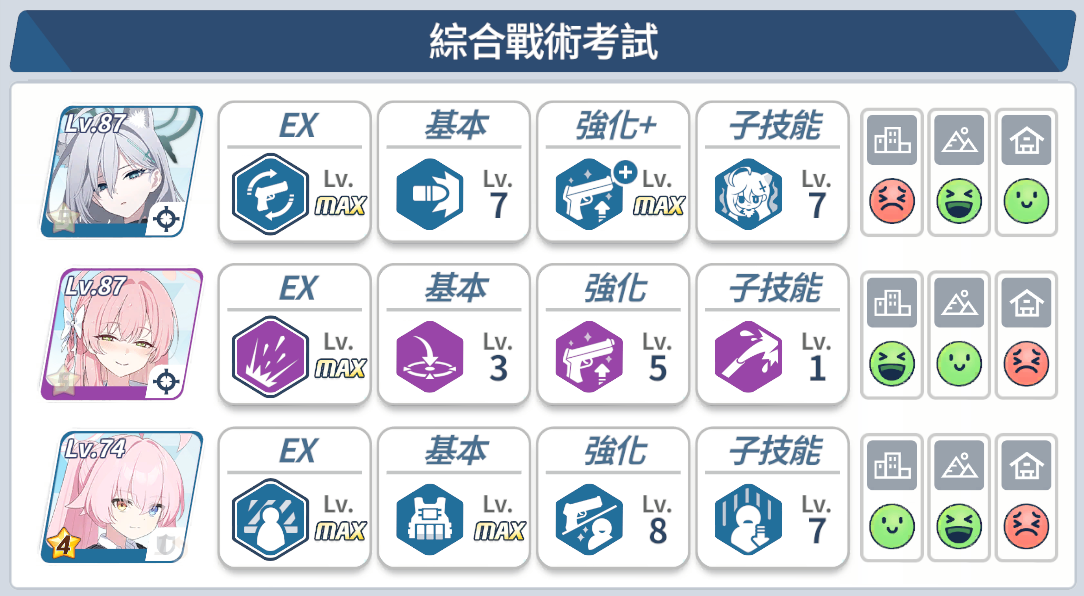 綜合戰術考試
Lv.87
EX
基本
強化+
子技能
Lv. MAX
Lv. 7
Lv. MAX
Lv. 7
Lv.87
EX
基本
強化
子技能
Lv. MAX
Lv. 3
Lv. 5
Lv. 1
Lv.74
4
EX
基本
強化
子技能
Lv. MAX
Lv. MAX
Lv. 8
Lv. 7